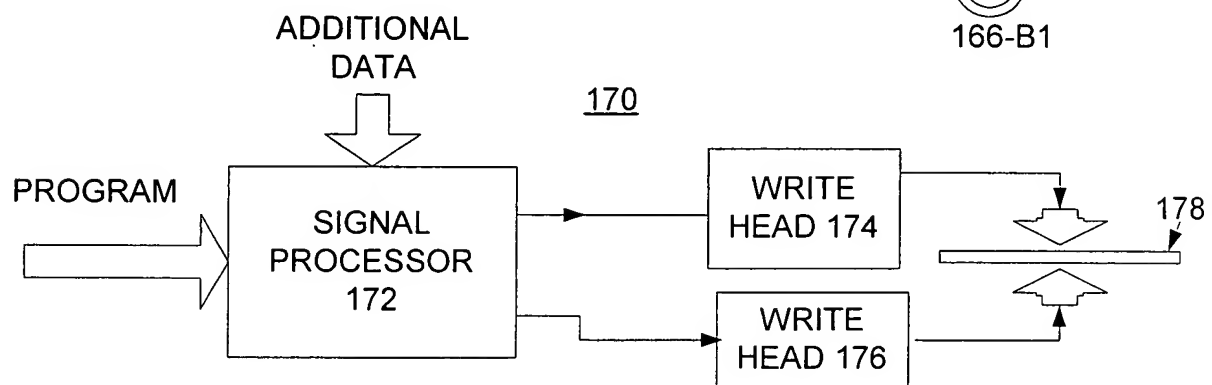 166-B1
ADDITIONAL
DATA
170
PROGRAM
SIGNAL
PROCESSOR
172
WRITE
HEAD 174
178
WRITE
HEAD 176